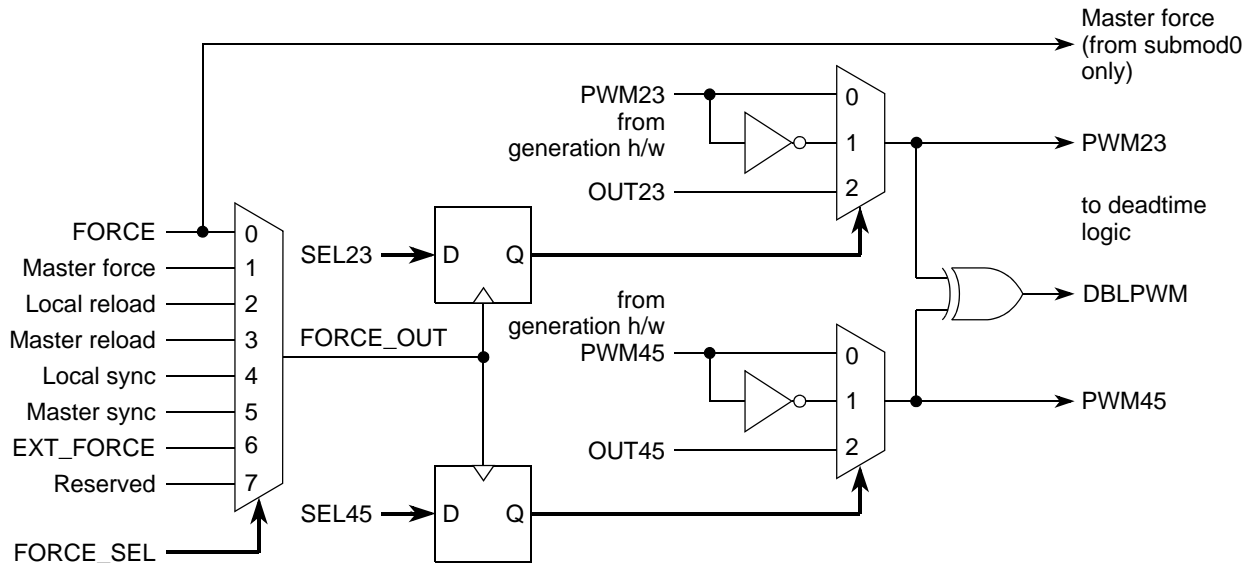 Master force
(from submod0
only)
PWM23
from
generation h/w
OUT23
0
1
2
PWM23
to deadtime
logic
FORCE
Master force
Local reload
Master reload
Local sync
Master sync
EXT_FORCE
Reserved
FORCE_SEL
0
1
2
3
4
5
6
7
FORCE_OUT
SEL23
D
Q
SEL45
D
Q
from
generation h/w
PWM45
OUT45
0
1
2
DBLPWM
PWM45